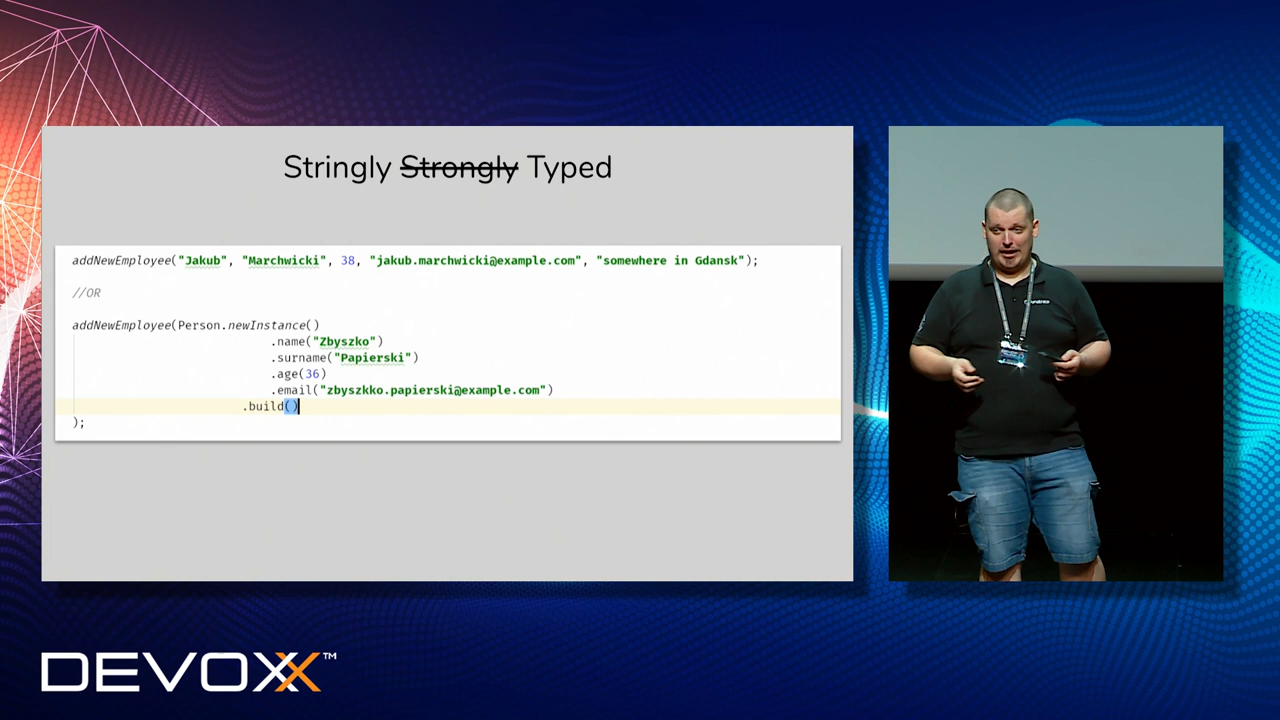 Stringly Strongly Typed
addNewEmployee("Jakub", "Marchwicki", 38, "jakub.marchwicki@example.com", "somewhere in Gdansk");
//OR
addNewEmployee(Person.newInstance()
.name("Zbyszko")
.surname("Papierski")
.age(36)
.email("zbyszkko.papierski@example.com")
.build()
);
DEVOXX™